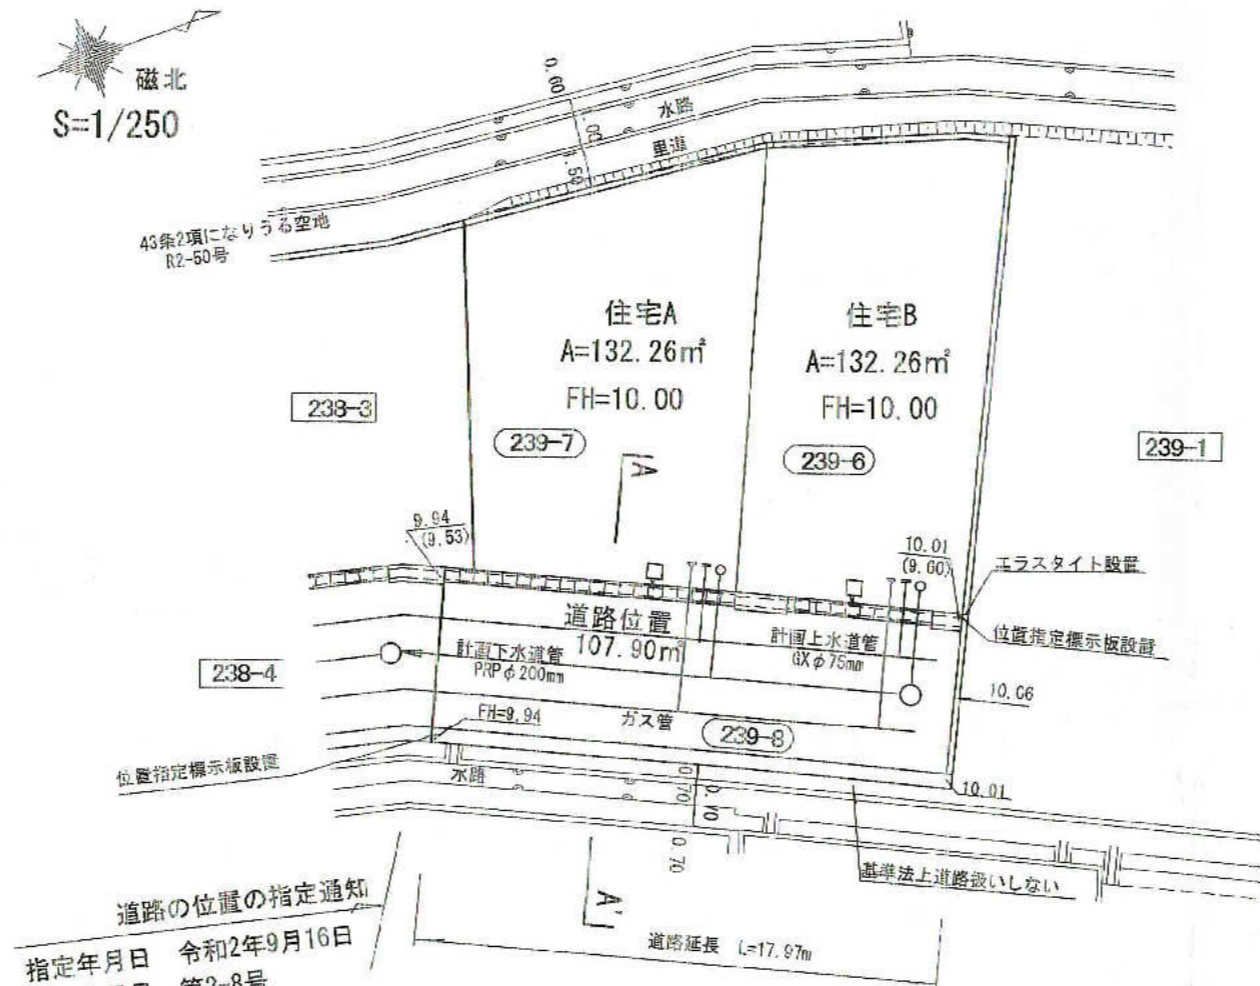 磁北
S=1/250
0.60
水路
里道
1.50
43条2項になりうる空地
R2-50号
住宅A
A=132.26㎡
FH=10.00
住宅B
A=132.26㎡
FH=10.00
238-3
239-7
239-6
239-1
A
9.94
(9.53)
10.01
(9.60)
エラスタイト設置
位置指定標示板設置
道路位置
107.90㎡
計画上水道管
GXφ75mm
計画下水道管
PRPφ200mm
238-4
10.06
FH=9.94
ガス管
239-8
位置指定標示板設置
水路
0.70
0.70
10.01
基準法上道路扱いしない
A'
道路延長 L=17.97m
道路の位置の指定通知
指定年月日 令和2年9月16日
第2-8号